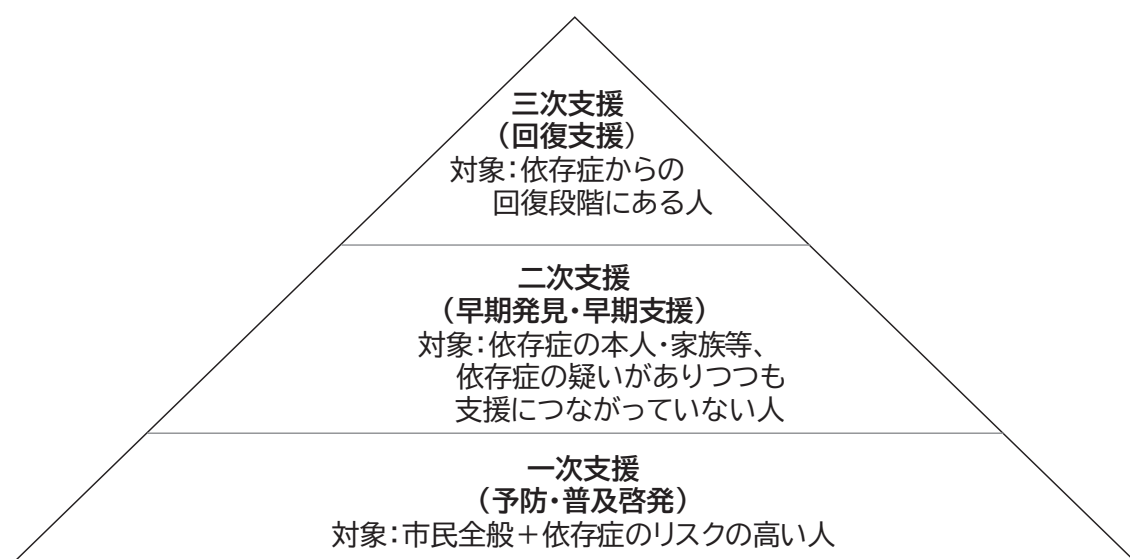 三次支援
（回復支援）
対象：依存症からの
回復段階にある人
二次支援
（早期発見・早期支援）
対象：依存症の本人・家族等、
依存症の疑いがありつつも
支援につながっていない人
一次支援
（予防・普及啓発）
対象：市民全般＋依存症のリスクの高い人